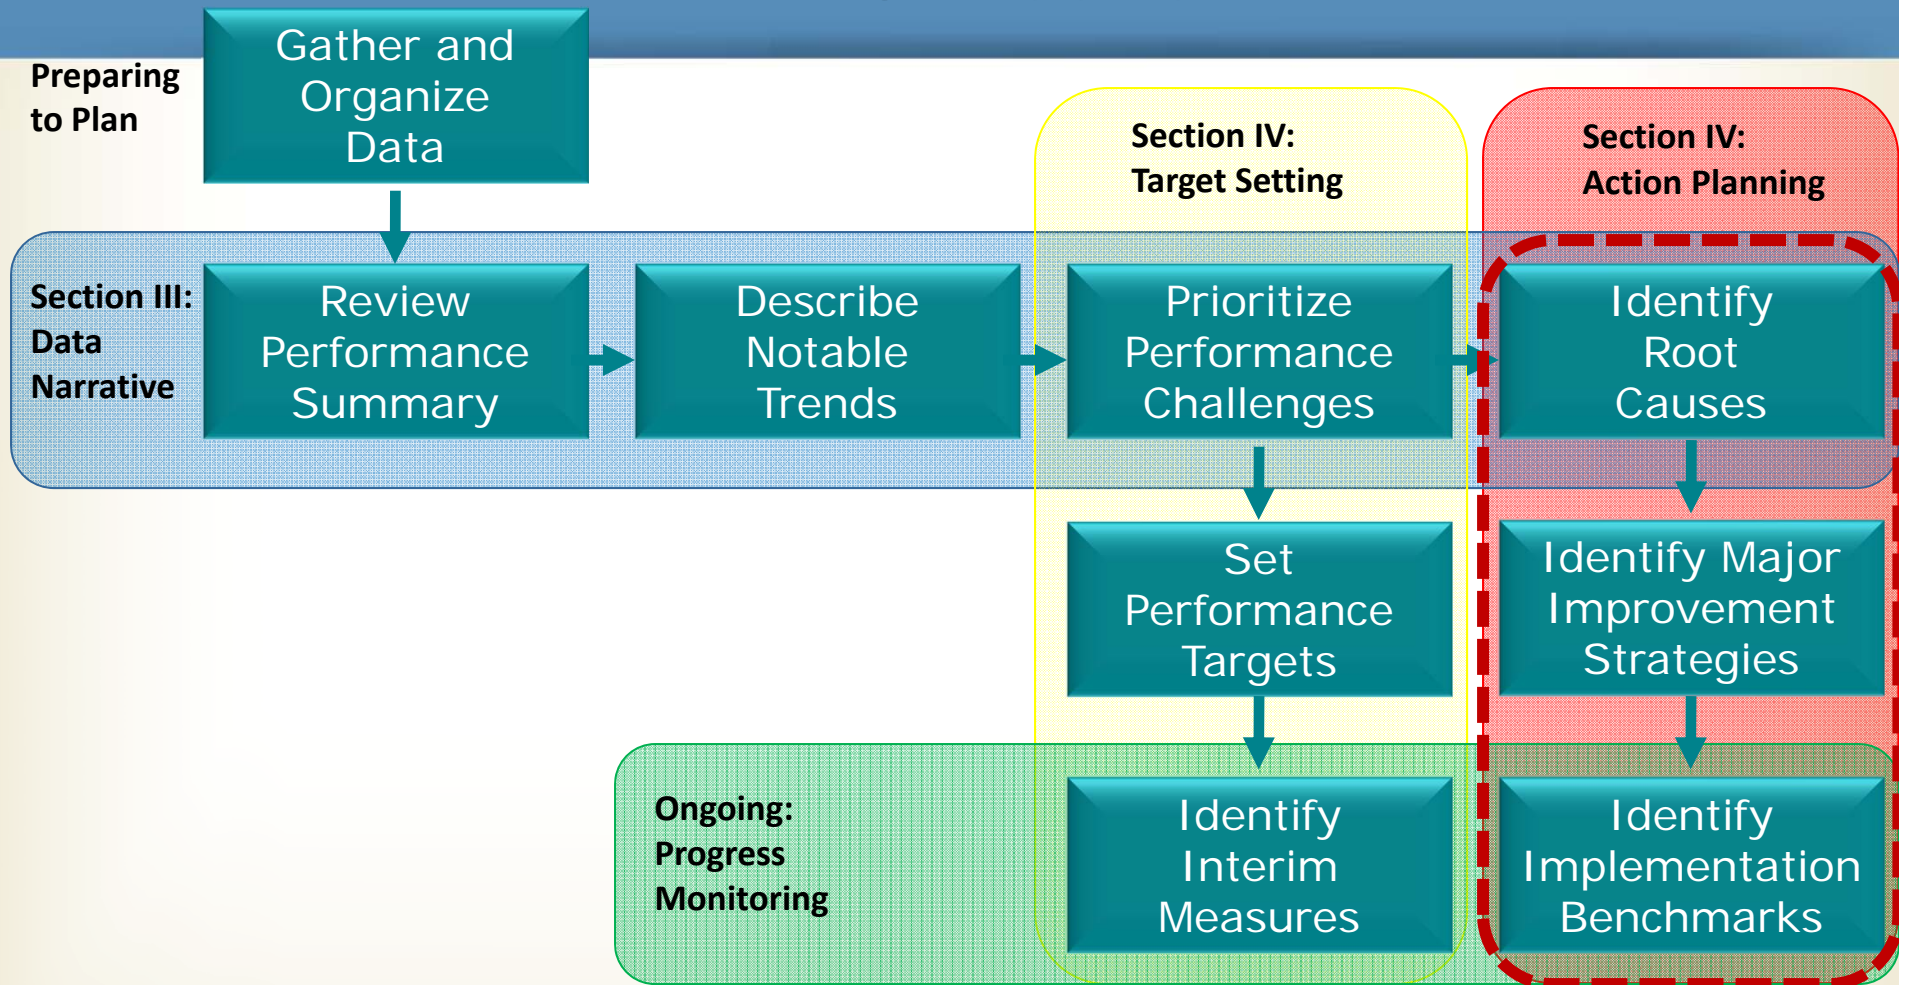 Preparing
to Plan
Gather and
Organize
Data
Section IV:
Target Setting
Section IV:
Action Planning
Section III:
Data
Narrative
Review
Performance
Summary
Describe
Notable
Trends
Prioritize
Performance
Challenges
Identify
Root
Causes
Set
Performance
Targets
Identify Major
Improvement
Strategies
Ongoing:
Progress
Monitoring
Identify
Interim
Measures
Identify
Implementation
Benchmarks